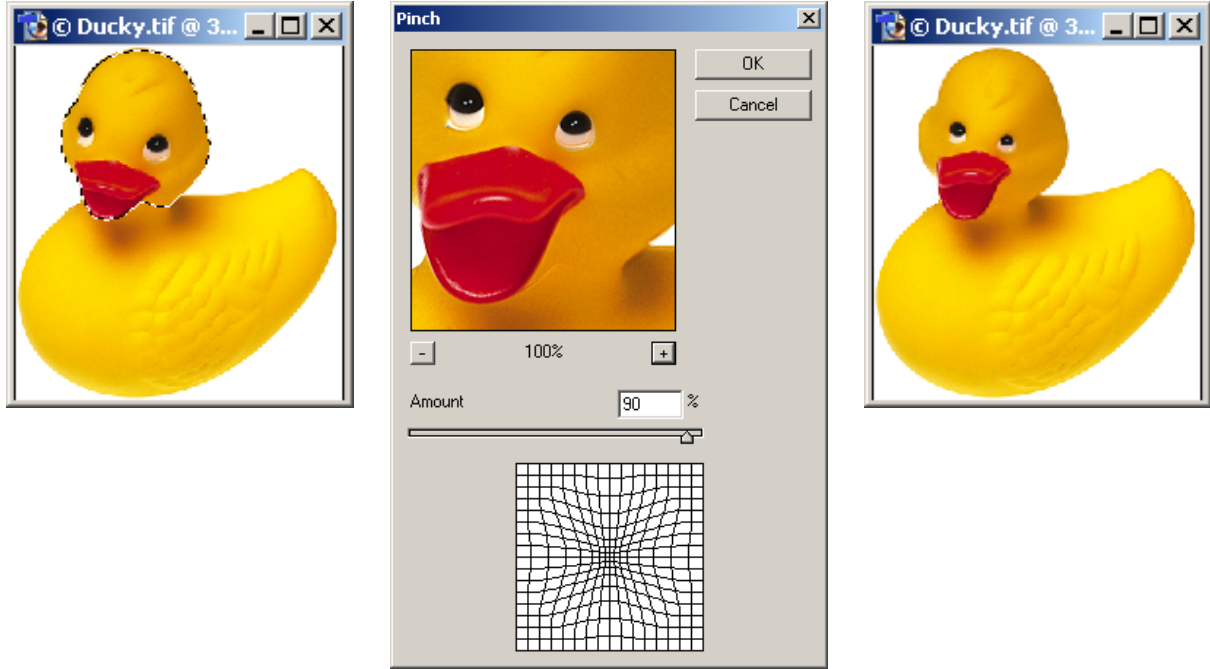 © Ducky.tif @ 3...
Pinch
OK
Cancel
- 100% +
Amount 90 %
© Ducky.tif @ 3...